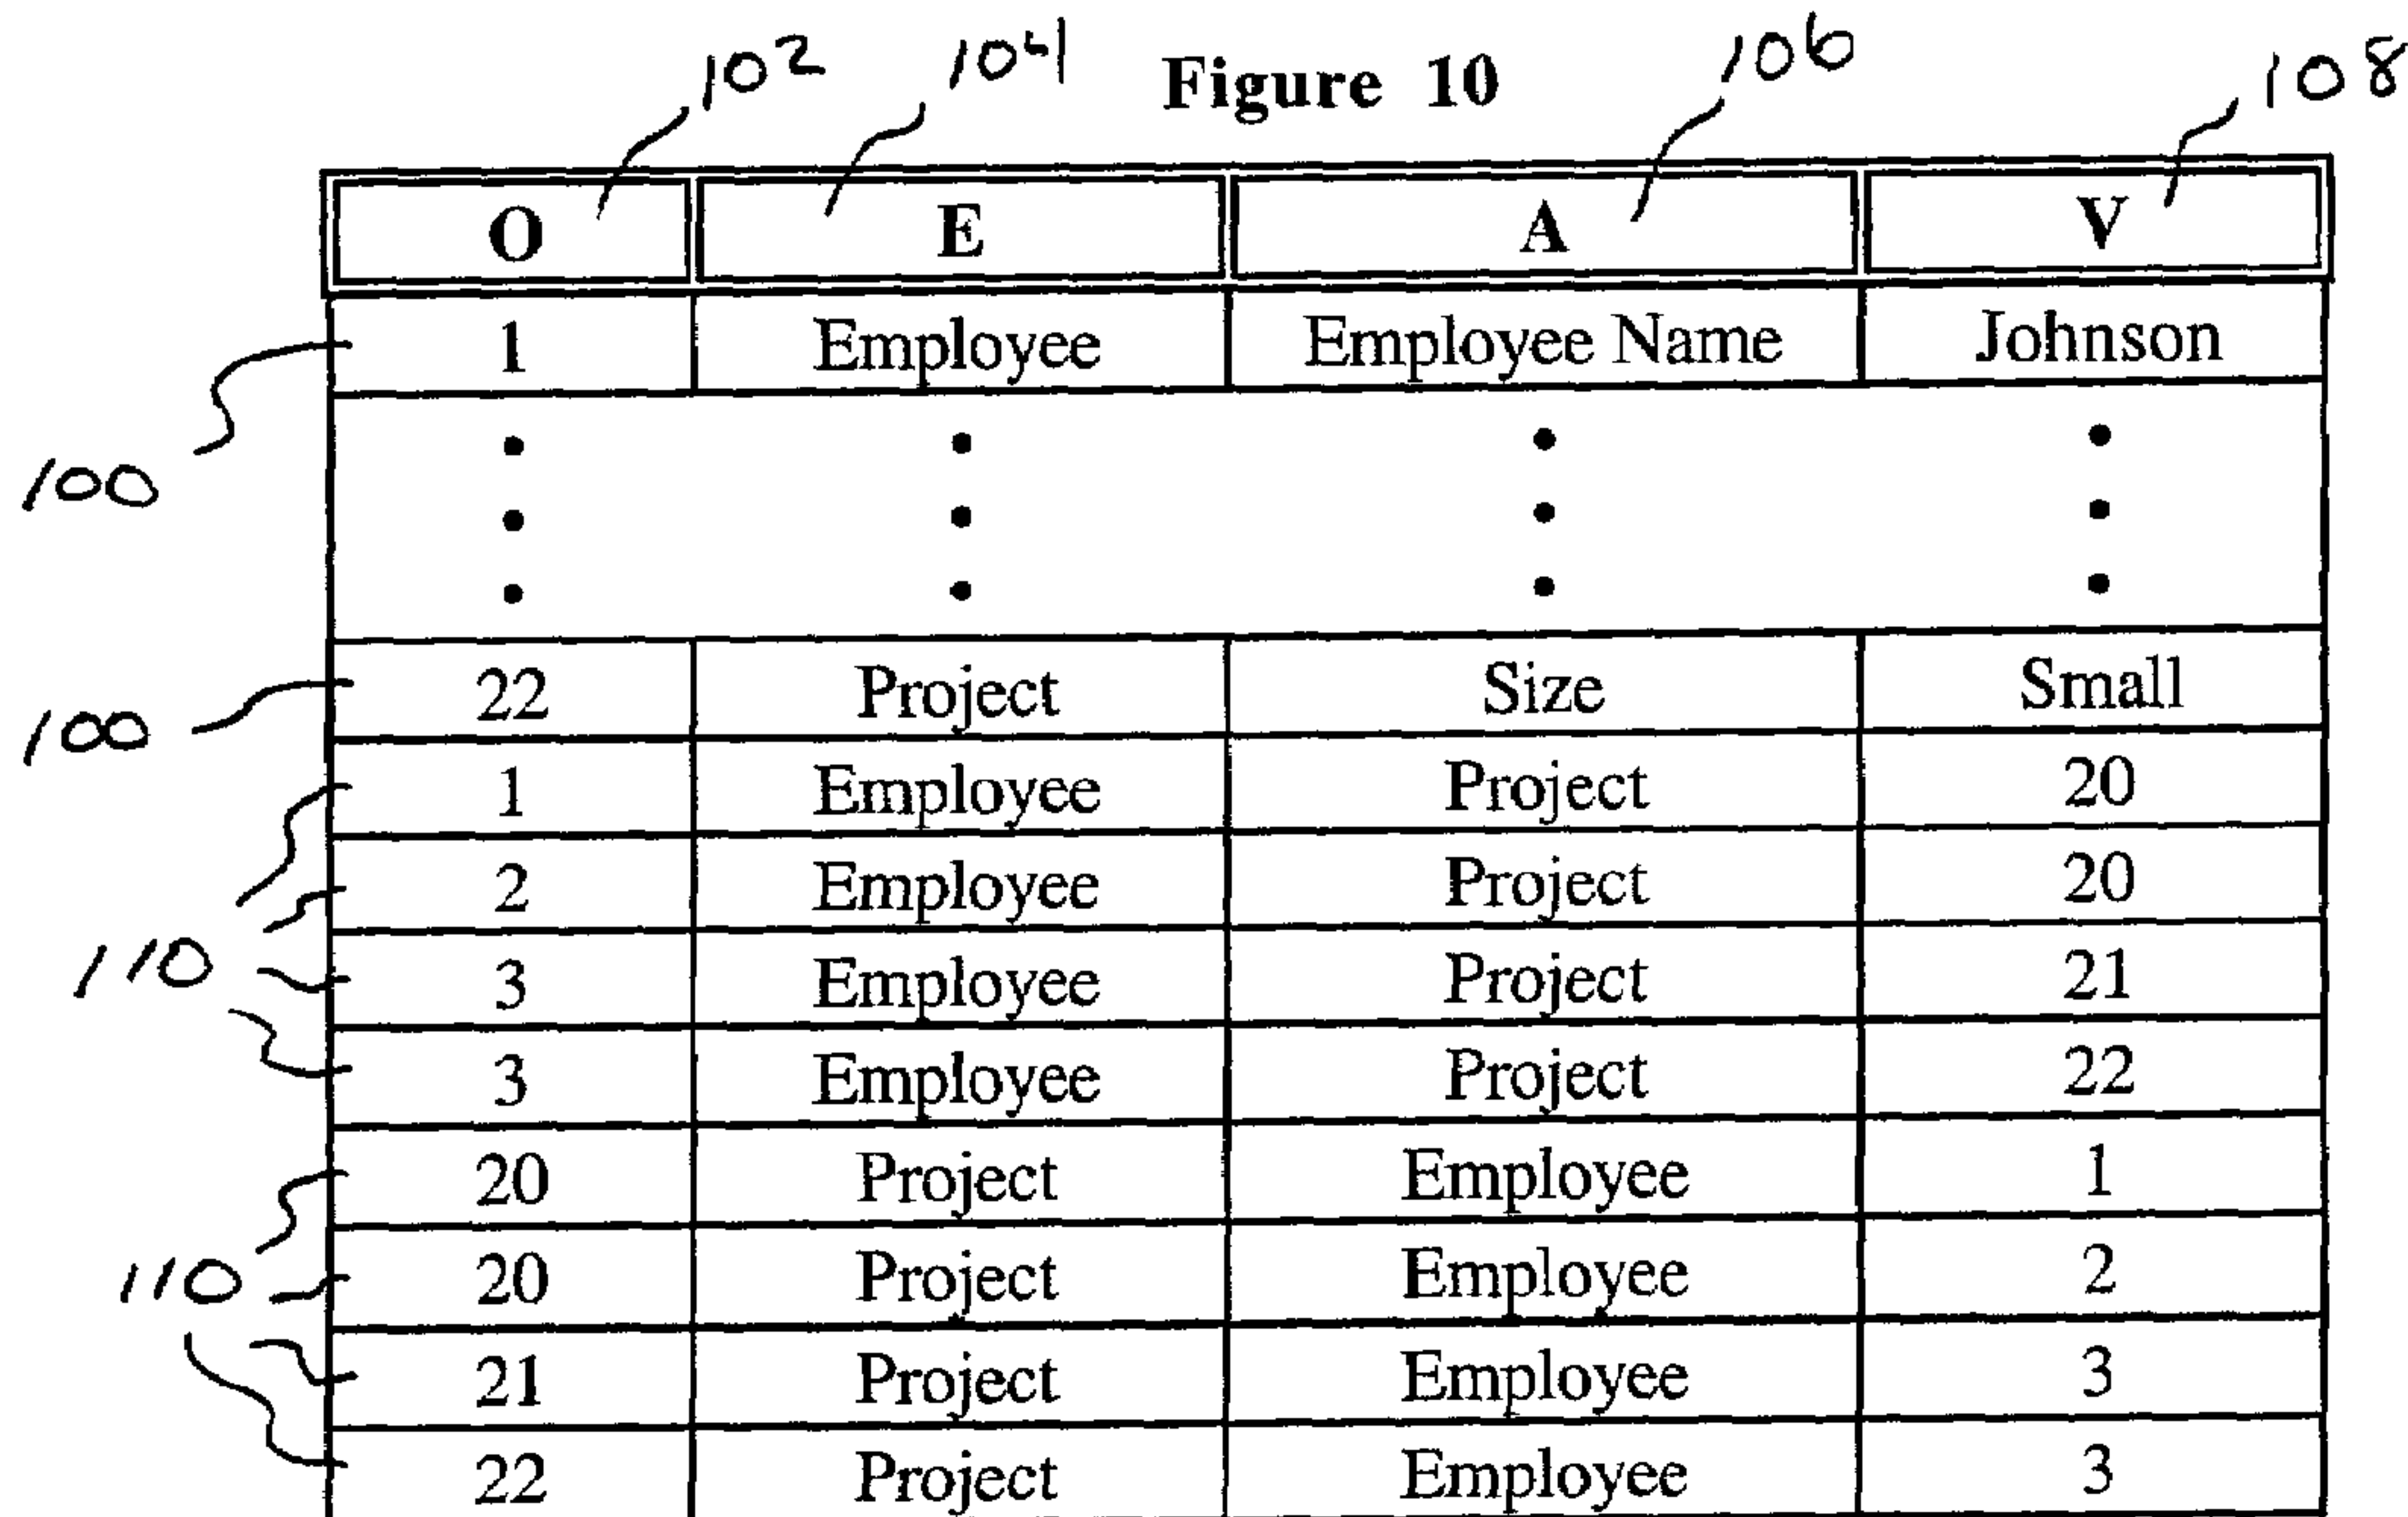 102 104 Figure 10 106 108
O E A V
1 Employee Employee Name Johnson
100
22 Project Size Small
100
1 Employee Project 20
2 Employee Project 20
110
3 Employee Project 21
3 Employee Project 22
20 Project Employee 1
110
20 Project Employee 2
21 Project Employee 3
22 Project Employee 3